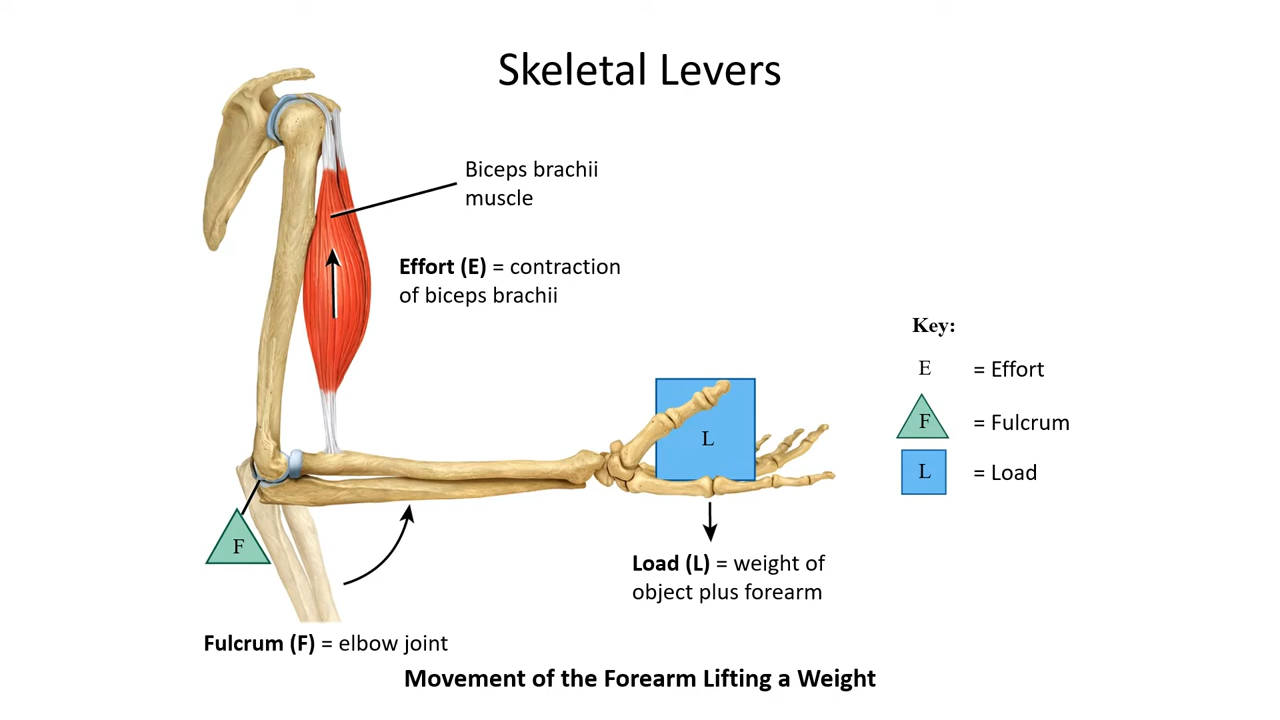 Skeletal Levers
Biceps brachii
muscle
Effort (E) = contraction
of biceps brachii
Key:
E = Effort
F = Fulcrum
L = Load
L
F
Load (L) = weight of
object plus forearm
Fulcrum (F) = elbow joint
Movement of the Forearm Lifting a Weight